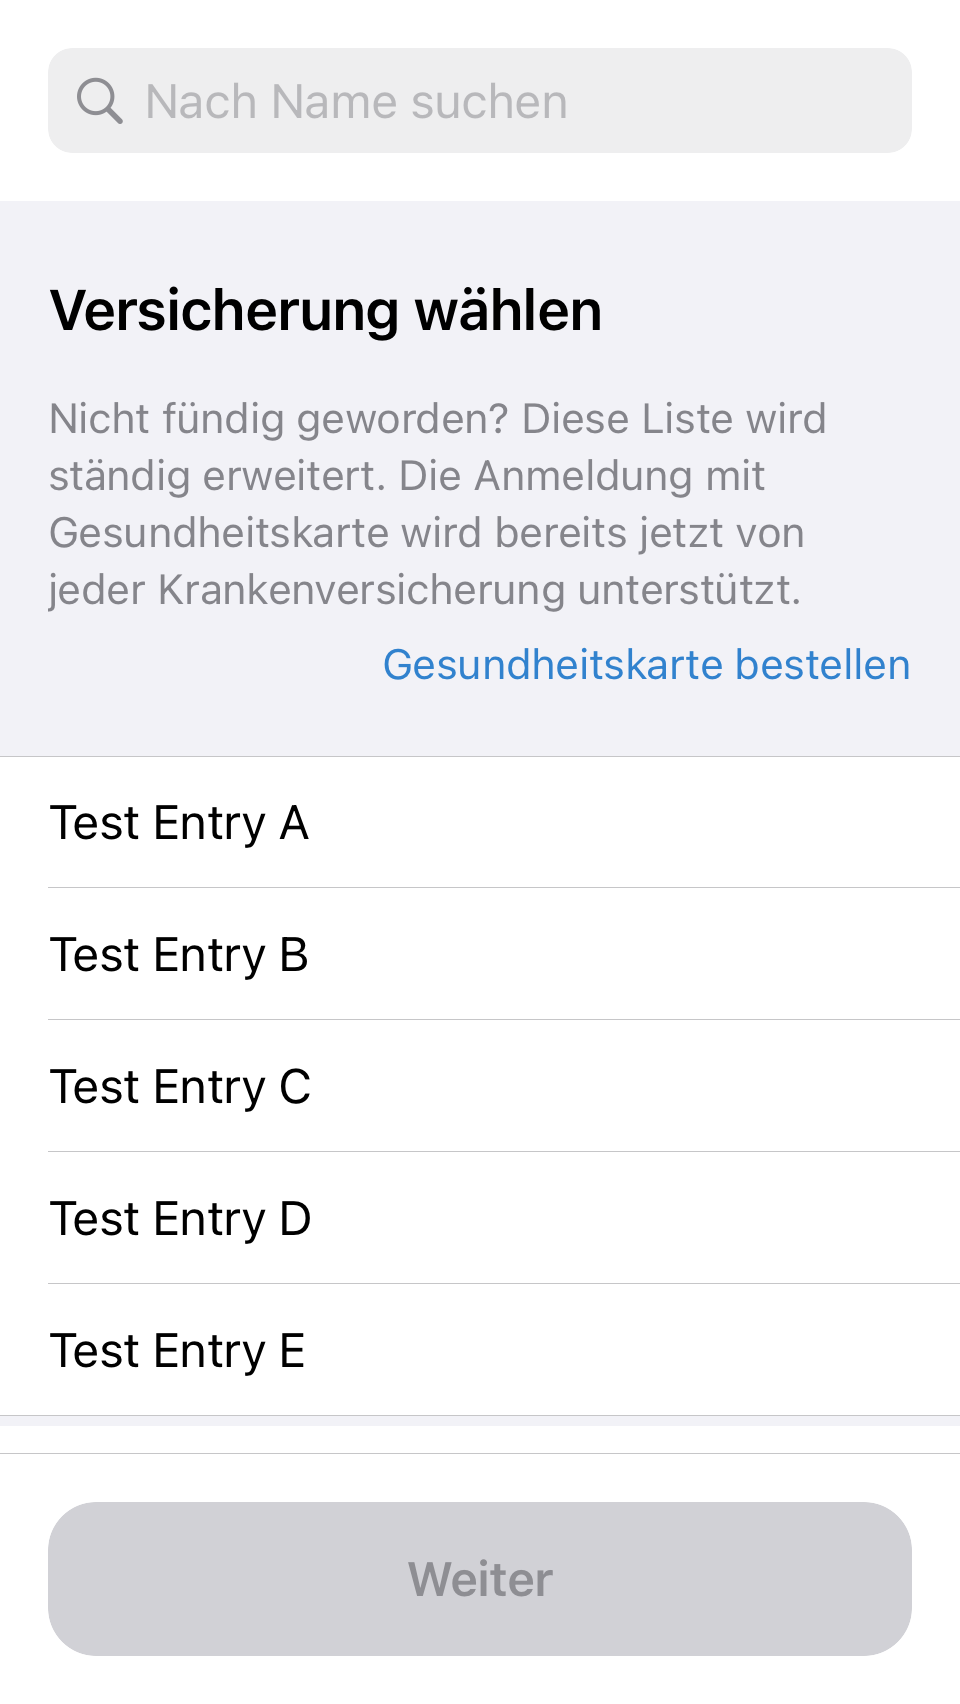 Nach Name suchen
Versicherung wählen
Nicht fündig geworden? Diese Liste wird
ständig erweitert. Die Anmeldung mit
Gesundheitskarte wird bereits jetzt von
jeder Krankenversicherung unterstützt.
Gesundheitskarte bestellen
Test Entry A
Test Entry B
Test Entry C
Test Entry D
Test Entry E
Weiter